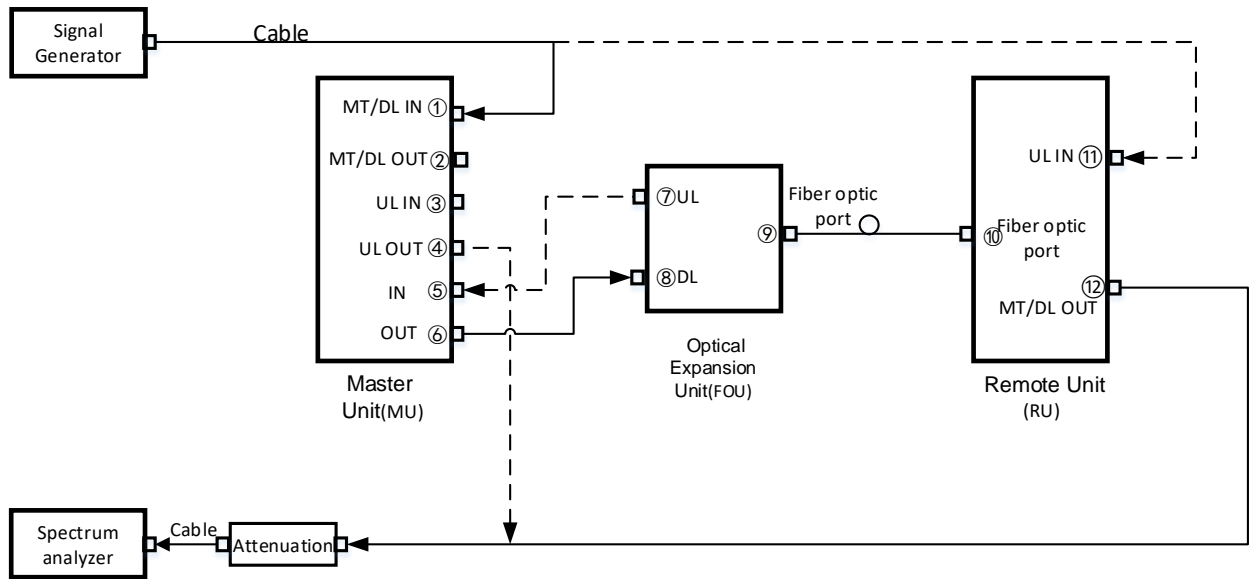 Signal
Generator
Cable
MT/DL IN ①
MT/DL OUT ②
UL IN ③
UL OUT ④
IN ⑤
OUT ⑥
Master
Unit(MU)
⑦UL
⑧DL
⑨
Optical
Expansion
Unit(FOU)
Fiber optic
port
UL IN ⑪
⑩Fiber optic
port
⑫
MT/DL OUT
Remote Unit
(RU)
Spectrum
analyzer
Cable
Attenuation